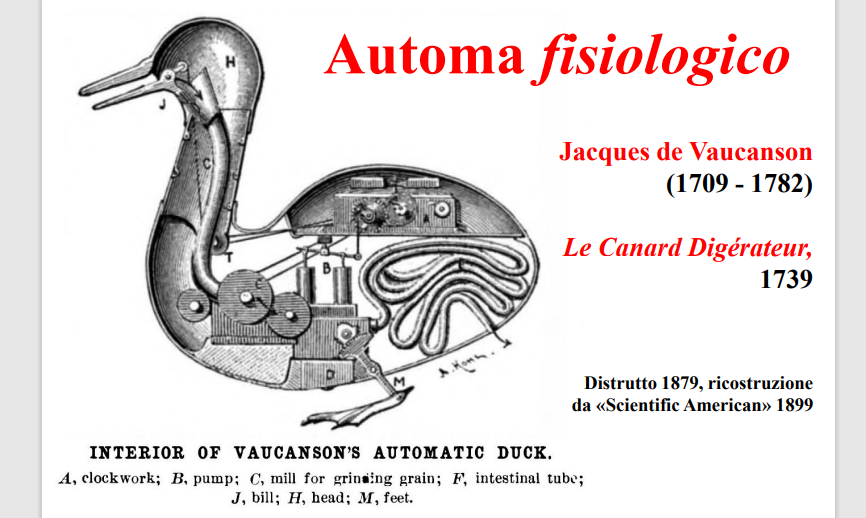 Automa fisiologico
Jacques de Vaucanson
(1709 - 1782)
Le Canard Digérateur,
1739
Distrutto 1879, ricostruzione
da «Scientific American» 1899
H
J
C
A
T
B
C
D
M
A. Konn.
INTERIOR OF VAUCANSON'S AUTOMATIC DUCK.
A, clockwork; B, pump; C, mill for grinding grain; F, intestinal tube;
J, bill; H, head; M, feet.